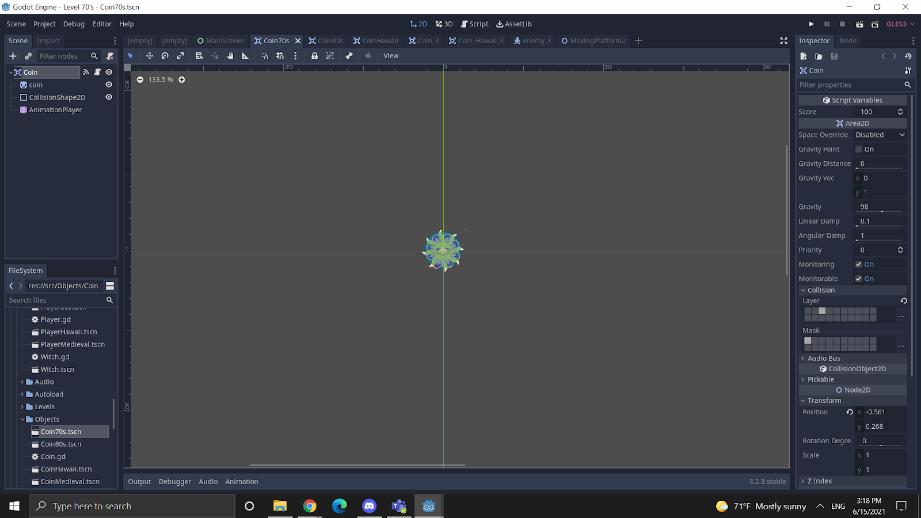 Godot Engine - Level 70's - Coin70s.tscn
Scene Project Debug Editor Help
2D 3D Script AssetLib
GLES3
Scene Import
[empty] [empty] MainScreen Coin70s Coin80s CoinHawaii Coin_3 Coin_Hawaii_3 enemy_3 MovingPlatform2
Inspector Node
Filter nodes
View
Coin
coin
CollisionShape2D
AnimationPlayer
133.5 %
Coin
Filter properties
Script Variables
Score 100
Area2D
Space Override Disabled
Gravity Point On
Gravity Distance 0
Gravity Vec x 0
y
Gravity 98
Linear Damp 0.1
Angular Damp 1
Priority 0
Monitoring On
Monitorable On
Collision
Layer
Mask
Audio Bus
CollisionObject2D
Pickable
Node2D
Transform
Position x -0.561
y 0.268
Rotation Degre 0
Scale x 1
y 1
Z Index
FileSystem
res://src/Objects/Coin
Search files
Player.gd
PlayerHawaii.tscn
PlayerMedieval.tscn
Witch.gd
Witch.tscn
Audio
Autoload
Levels
Objects
Coin70s.tscn
Coin80s.tscn
Coin.gd
CoinHawaii.tscn
CoinMedieval.tscn
Output Debugger Audio Animation
3.2.3.stable
Type here to search
71°F Mostly sunny
ENG
3:18 PM
6/15/2021